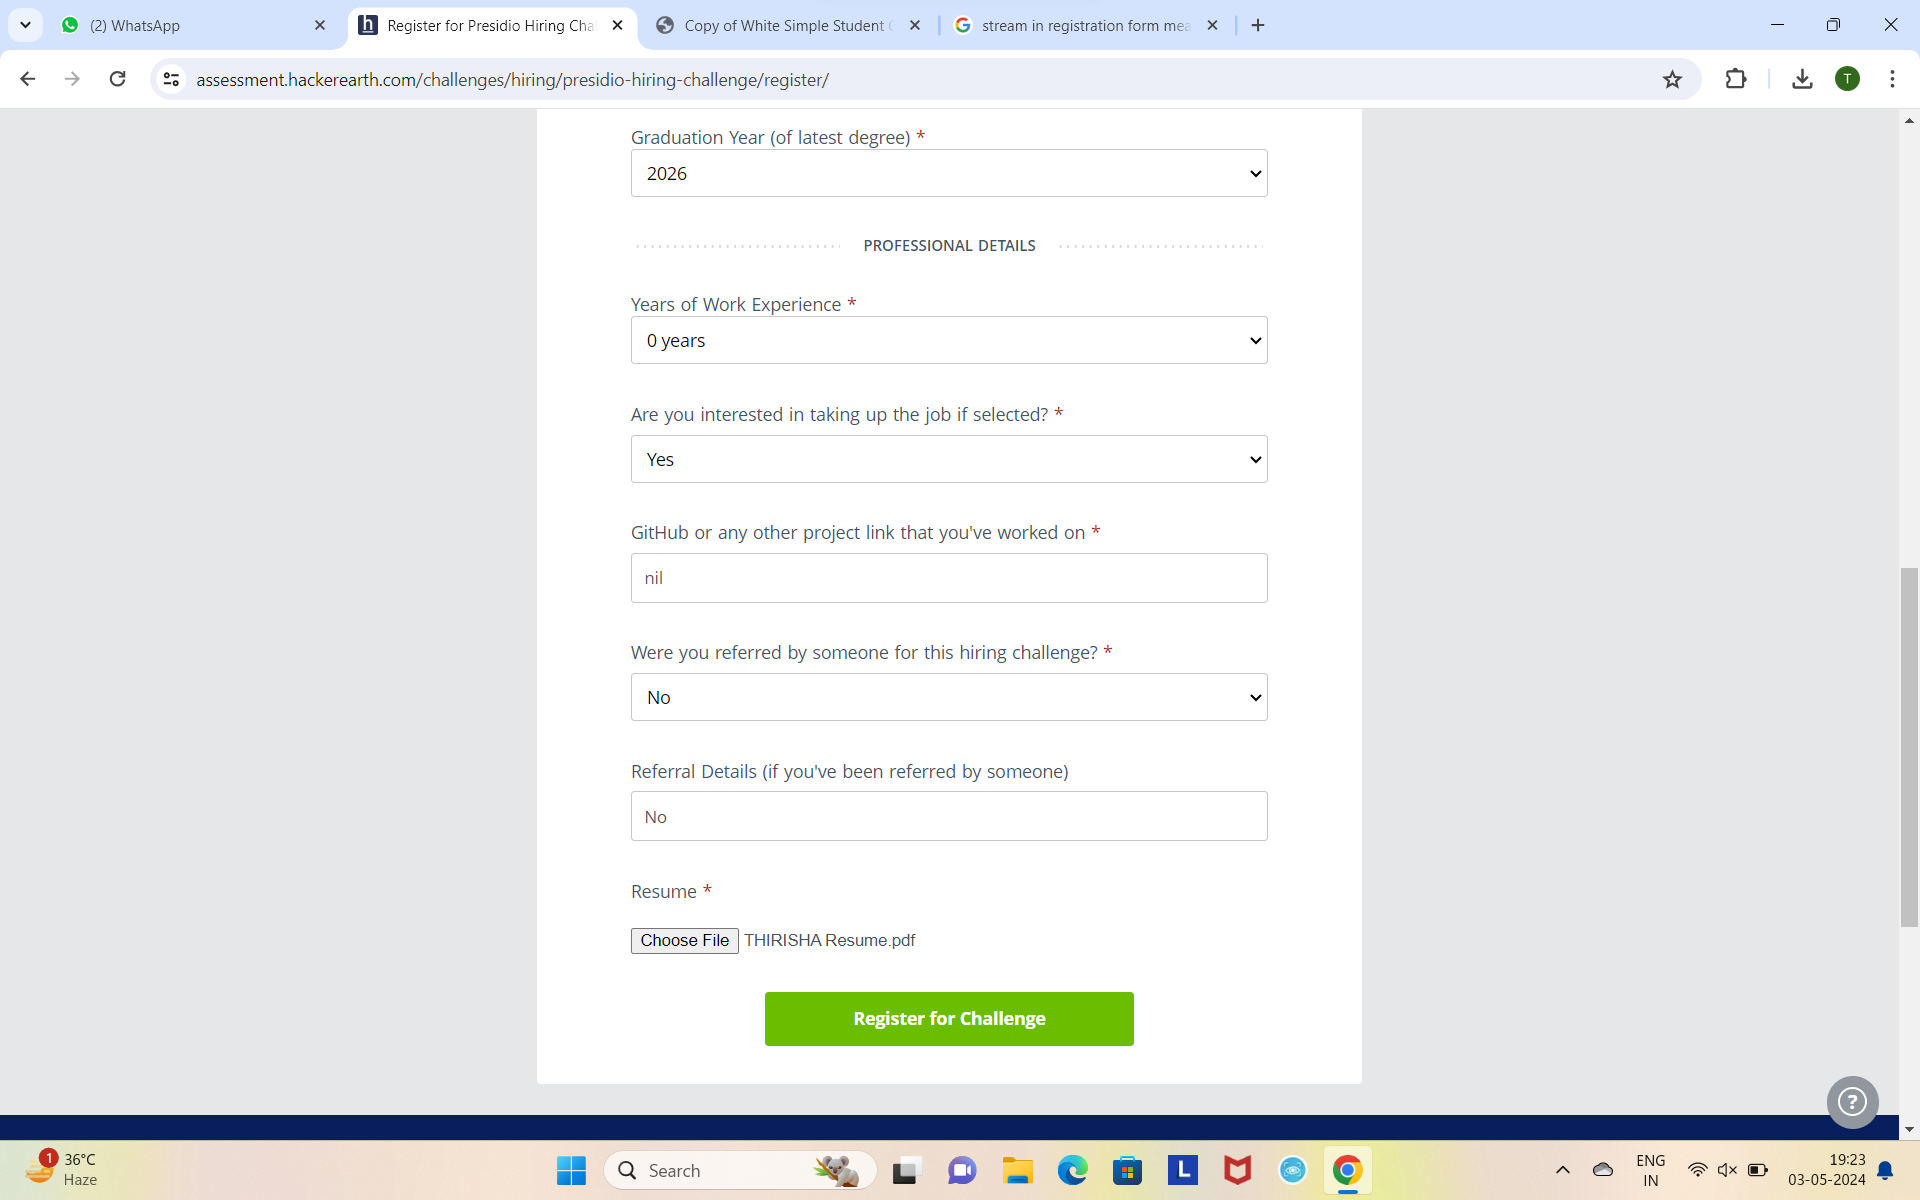 (2) WhatsApp
Register for Presidio Hiring Cha
Copy of White Simple Student
stream in registration form mea
assessment.hackerearth.com/challenges/hiring/presidio-hiring-challenge/register/
T
Graduation Year (of latest degree) *
2026
PROFESSIONAL DETAILS
Years of Work Experience *
0 years
Are you interested in taking up the job if selected? *
Yes
GitHub or any other project link that you've worked on *
nil
Were you referred by someone for this hiring challenge? *
No
Referral Details (if you've been referred by someone)
No
Resume *
Choose File THIRISHA Resume.pdf
Register for Challenge
?
1
36°C
Haze
Search
L
ENG
IN
19:23
03-05-2024